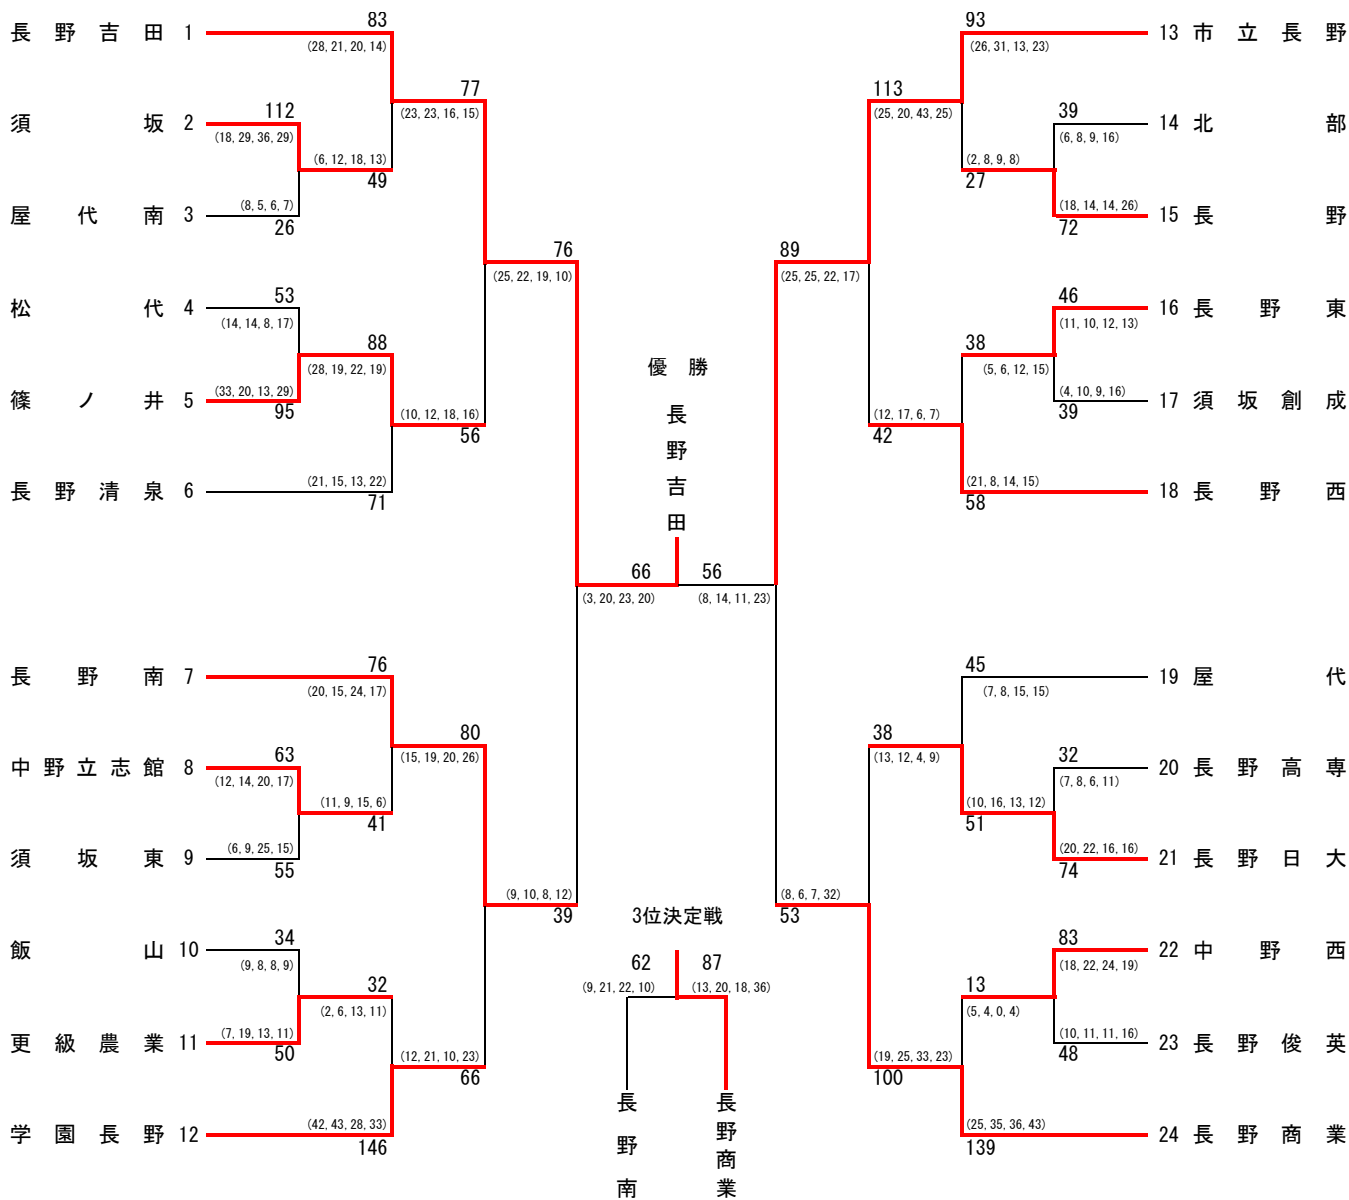 長野吉田 1
83
(28, 21, 20, 14)
須坂 2
112
(18, 29, 36, 29)
屋代南 3
(8, 5, 6, 7)
26
(6, 12, 18, 13)
49
77
(23, 23, 16, 15)
松代 4
53
(14, 14, 8, 17)
篠ノ井 5
(33, 20, 13, 29)
95
88
(28, 19, 22, 19)
長野清泉 6
(21, 15, 13, 22)
71
(10, 12, 18, 16)
56
76
(25, 22, 19, 10)
長野南 7
76
(20, 15, 24, 17)
中野立志館 8
63
(12, 14, 20, 17)
須坂東 9
(6, 9, 25, 15)
55
(11, 9, 15, 6)
41
80
(15, 19, 20, 26)
飯山 10
34
(9, 8, 8, 9)
更級農業 11
(7, 19, 13, 11)
50
32
(2, 6, 13, 11)
学園長野 12
(42, 43, 28, 33)
146
(12, 21, 10, 23)
66
(9, 10, 8, 12)
39
優勝
長野吉田
66
(3, 20, 23, 20)
56
(8, 14, 11, 23)
3位決定戦
62
(9, 21, 22, 10)
87
(13, 20, 18, 36)
長野南
長野商業
93
(26, 31, 13, 23)
13 市立長野
39
(6, 8, 9, 16)
14 北部
(18, 14, 14, 26)
72
15 長野
(2, 8, 9, 8)
27
113
(25, 20, 43, 25)
46
(11, 10, 12, 13)
16 長野東
(4, 10, 9, 16)
39
17 須坂創成
38
(5, 6, 12, 15)
(21, 8, 14, 15)
58
18 長野西
(12, 17, 6, 7)
42
89
(25, 25, 22, 17)
45
(7, 8, 15, 15)
19 屋代
32
(7, 8, 6, 11)
20 長野高専
(20, 22, 16, 16)
74
21 長野日大
(10, 16, 13, 12)
51
38
(13, 12, 4, 9)
83
(18, 22, 24, 19)
22 中野西
(10, 11, 11, 16)
48
23 長野俊英
13
(5, 4, 0, 4)
(25, 35, 36, 43)
139
24 長野商業
(19, 25, 33, 23)
100
(8, 6, 7, 32)
53